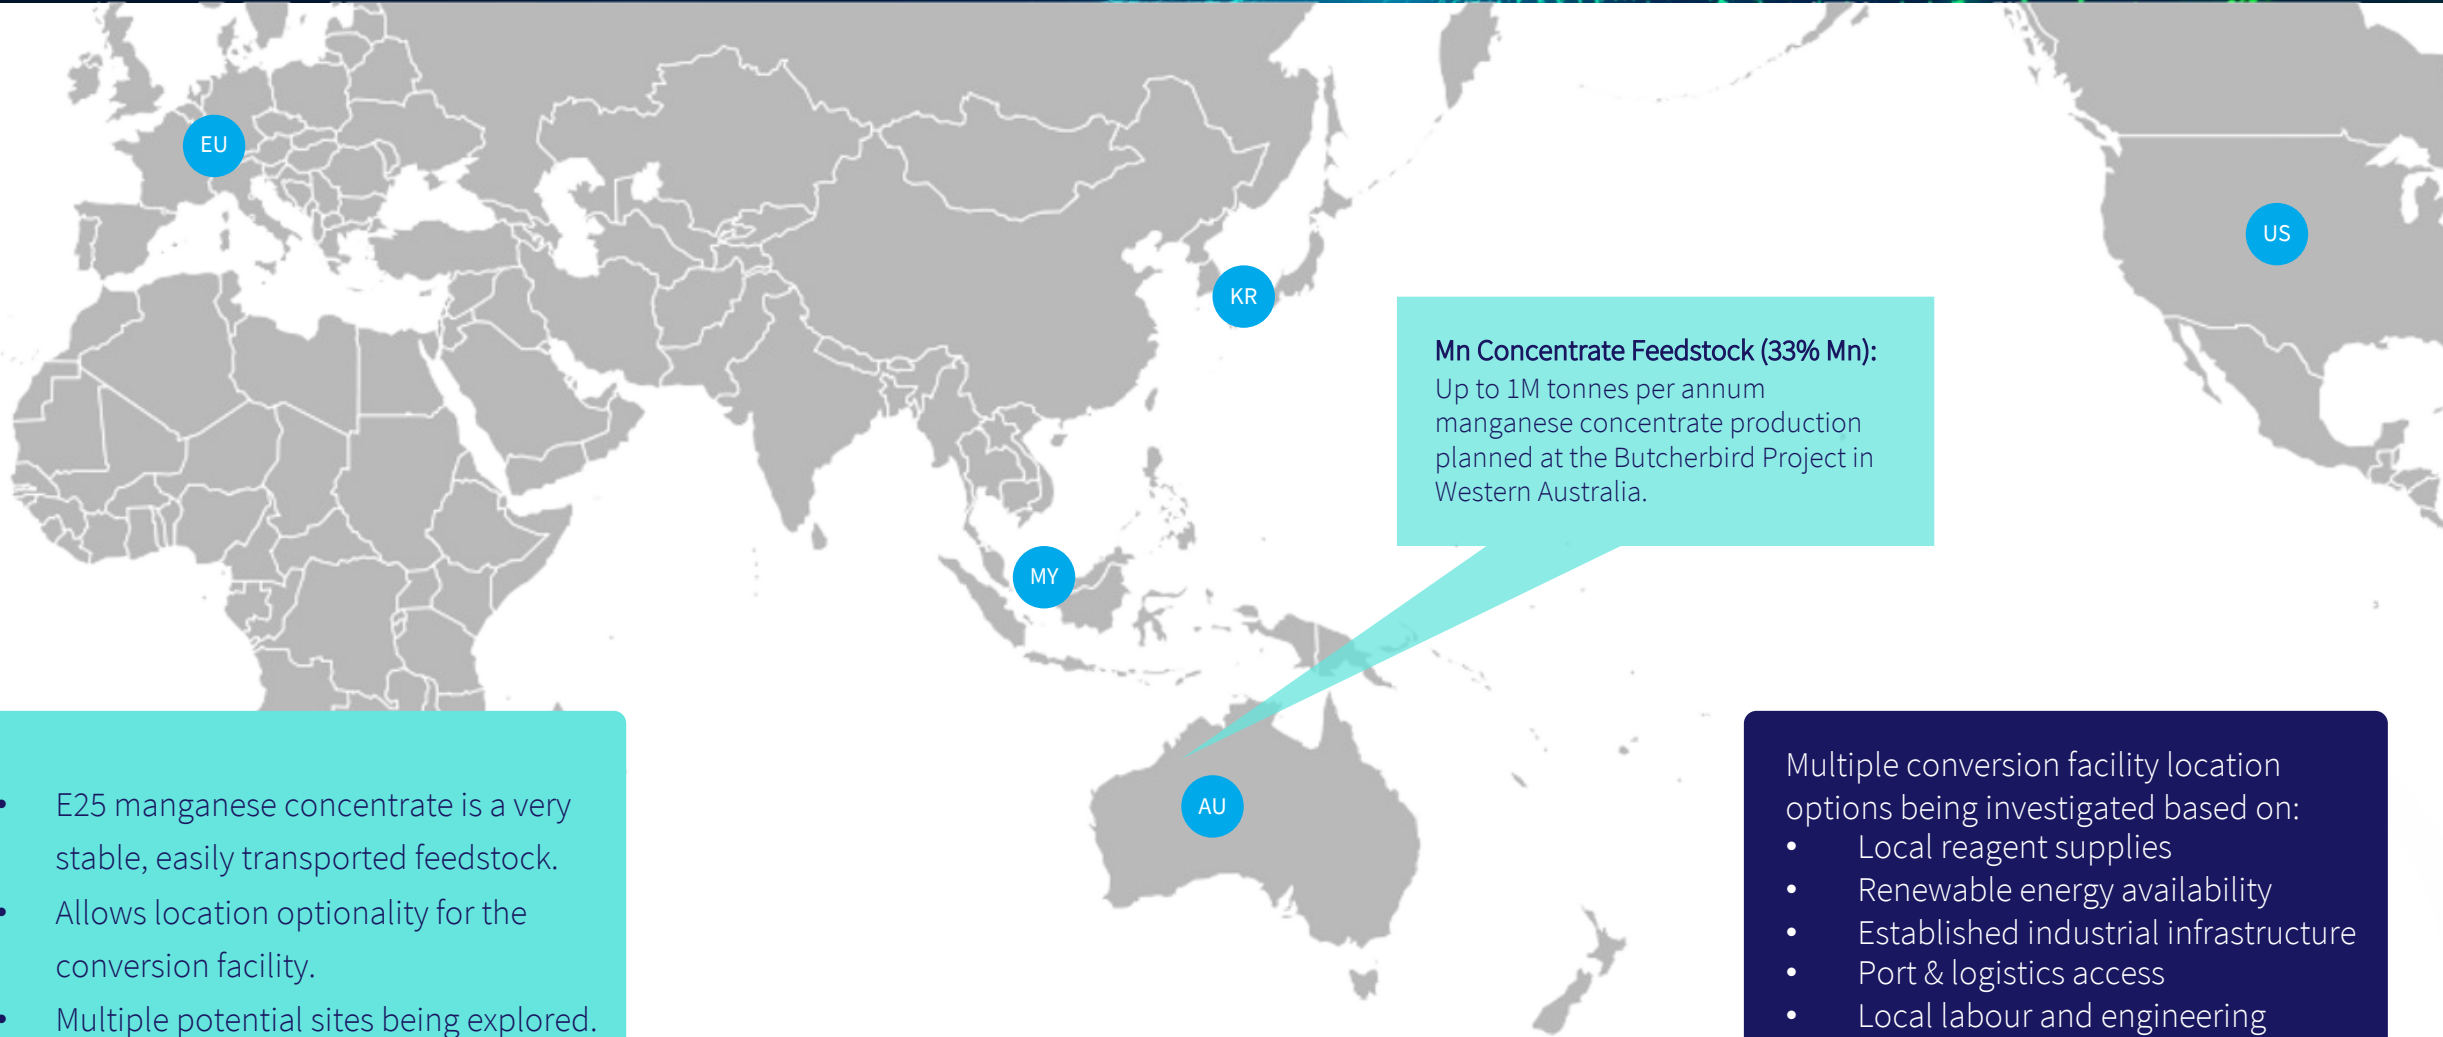 EU
US
KR
Mn Concentrate Feedstock (33% Mn):
Up to 1M tonnes per annum
manganese concentrate production
planned at the Butcherbird Project in
Western Australia.
MY
AU
• E25 manganese concentrate is a very
stable, easily transported feedstock.
• Allows location optionality for the
conversion facility.
• Multiple potential sites being explored.
Multiple conversion facility location
options being investigated based on:
• Local reagent supplies
• Renewable energy availability
• Established industrial infrastructure
• Port & logistics access
• Local labour and engineering